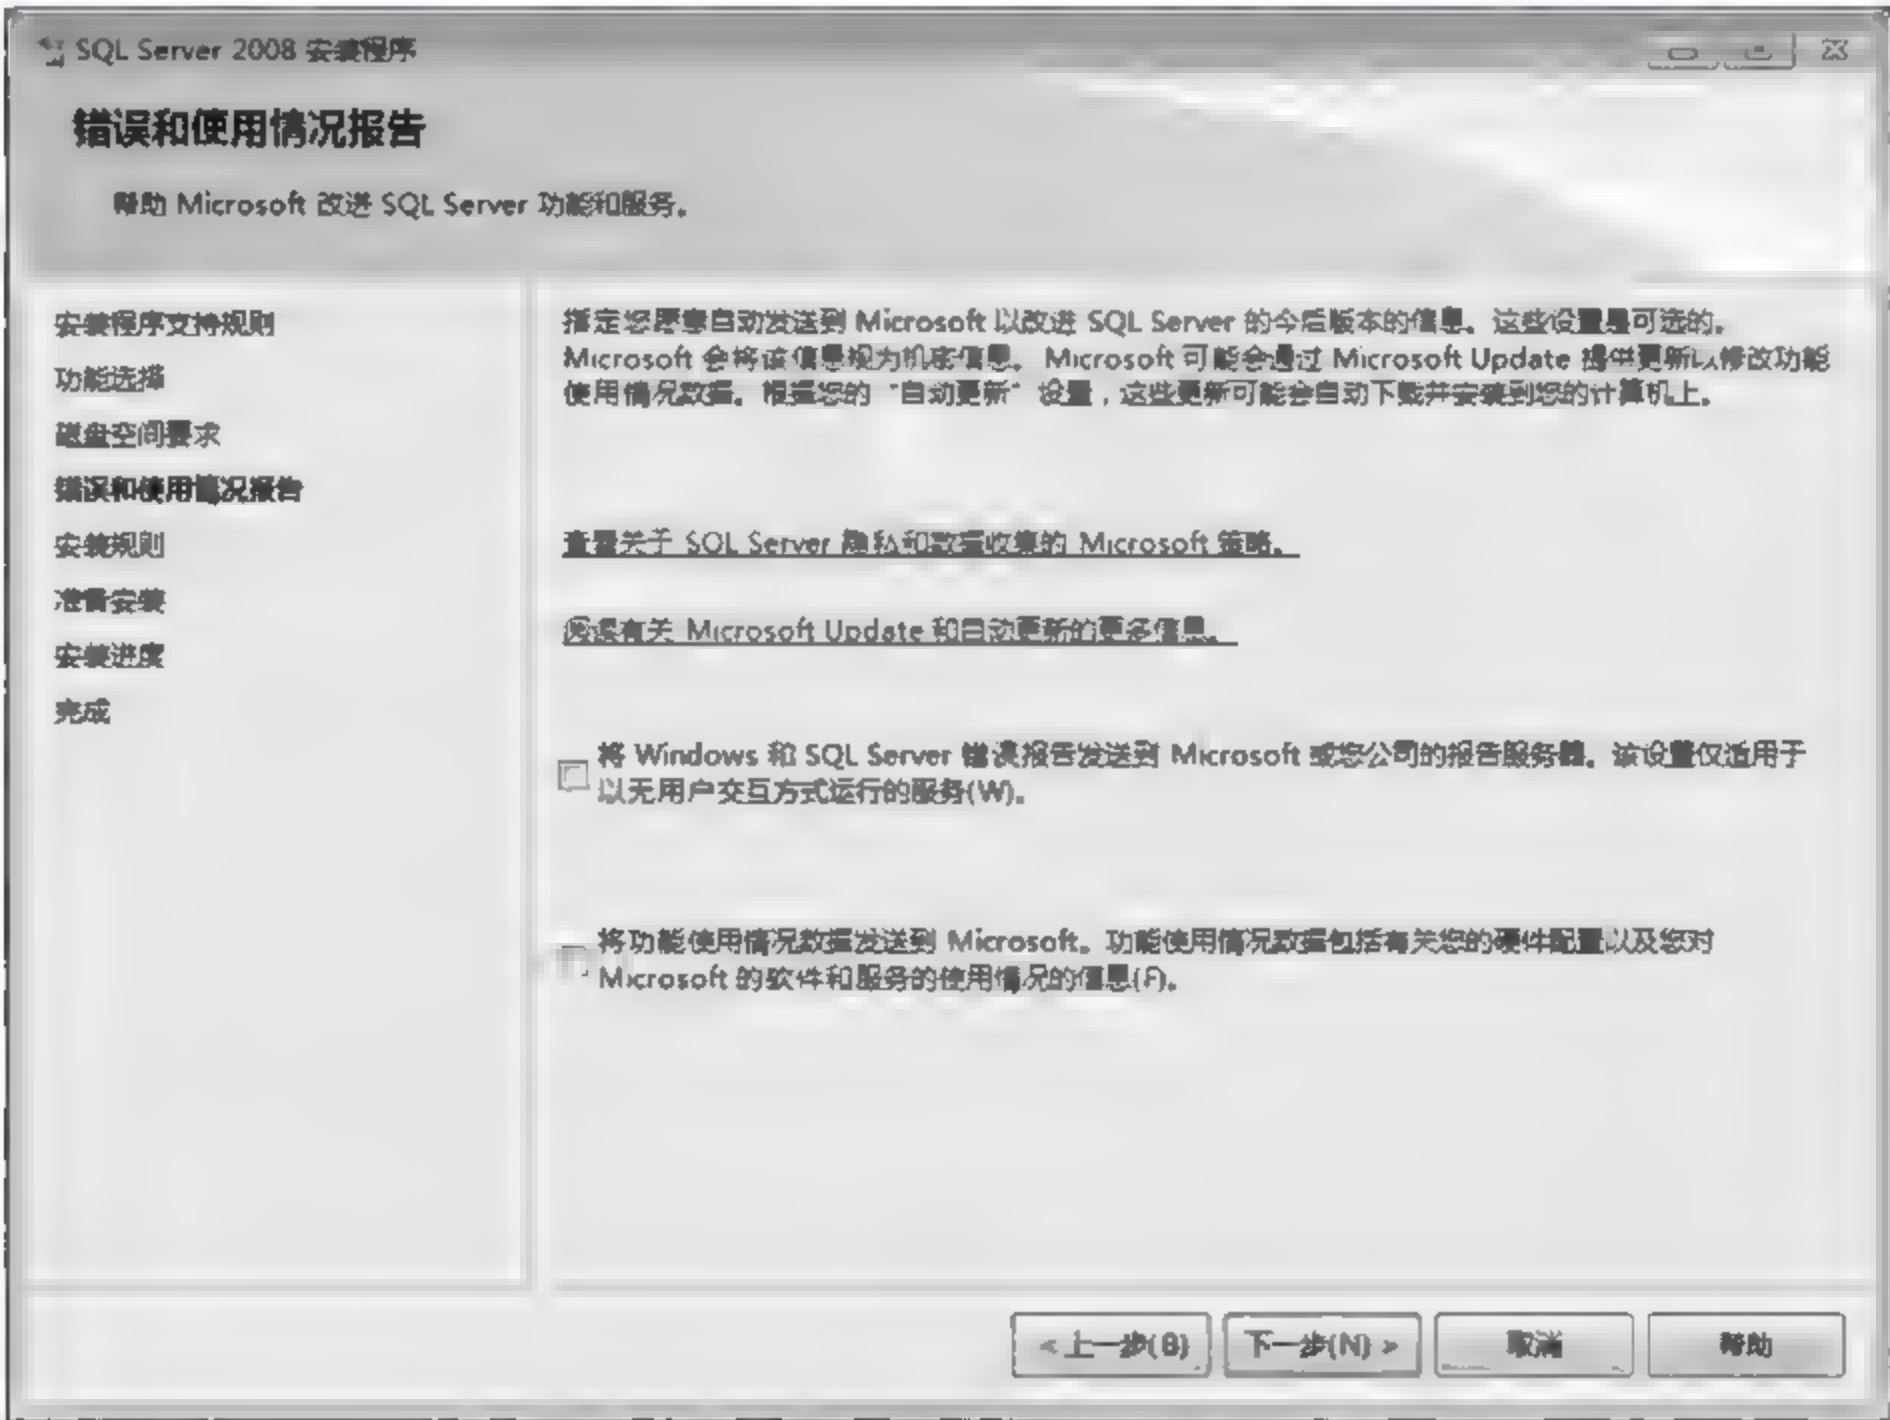 SQL Server 2008 安装程序
错误和使用情况报告
帮助 Microsoft 改进 SQL Server 功能和服务。
安装程序支持规则
功能选择
磁盘空间要求
错误和使用情况报告
安装规则
准备安装
安装进度
完成
指定您愿意自动发送到 Microsoft 以改进 SQL Server 的今后版本的信息。这些设置是可选的。
Microsoft 会将该信息视为机密信息。 Microsoft 可能会通过 Microsoft Update 提供更新以修改功能
使用情况数据。根据您的“自动更新”设置，这些更新可能会自动下载并安装到您的计算机上。
查看关于 SQL Server 隐私和数据收集的 Microsoft 策略。
阅读有关 Microsoft Update 和自动更新的更多信息。
将 Windows 和 SQL Server 错误报告发送到 Microsoft 或您公司的报告服务器。该设置仅适用于
以无用户交互方式运行的服务(W)。
将功能使用情况数据发送到 Microsoft。功能使用情况数据包括有关您的硬件配置以及您对
Microsoft 的软件和服务的使用情况的信息(F)。
< 上一步(B)
下一步(N) >
取消
帮助